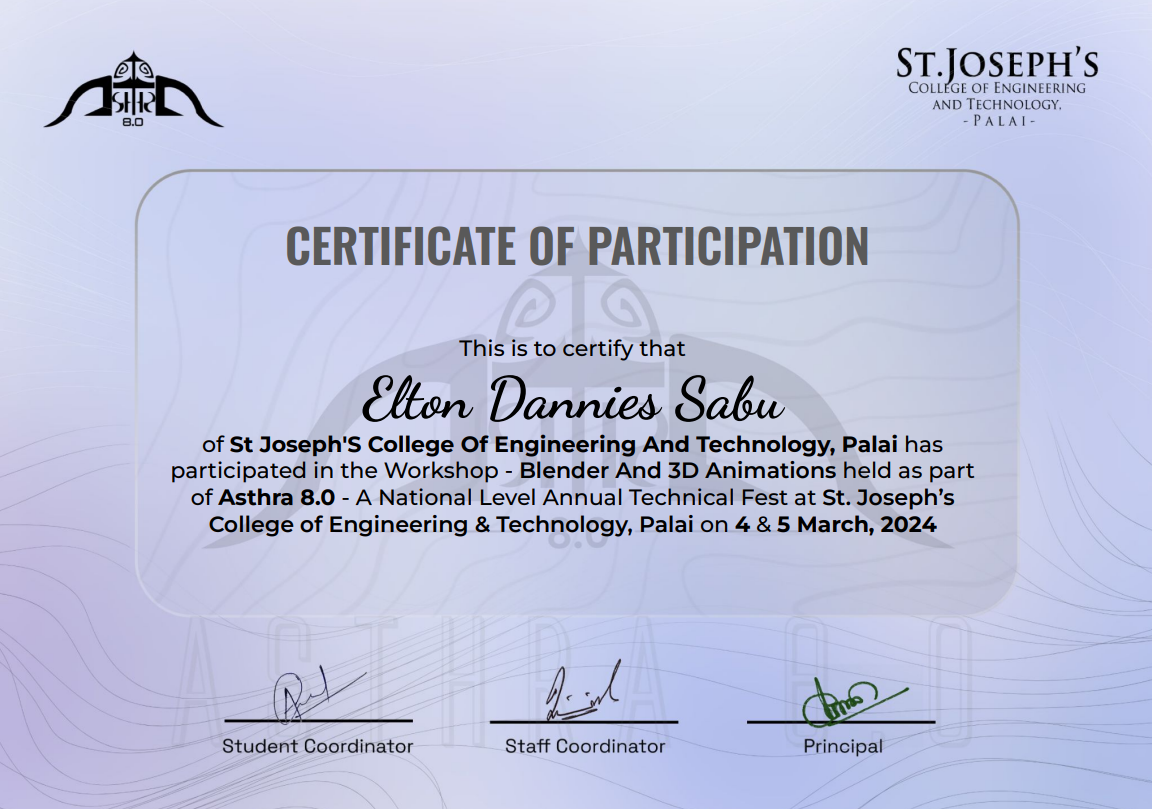 ASTHRA
8.0
ST.JOSEPH'S
COLLEGE OF ENGINEERING
AND TECHNOLOGY,
- PALAI -
CERTIFICATE OF PARTICIPATION
This is to certify that
Elton Dannies Sabu
of St Joseph'S College Of Engineering And Technology, Palai has
participated in the Workshop - Blender And 3D Animations held as part
of Asthra 8.0 - A National Level Annual Technical Fest at St. Joseph’s
College of Engineering & Technology, Palai on 4 & 5 March, 2024
8.0
ASTHRA 8.0
Student Coordinator
Staff Coordinator
Principal